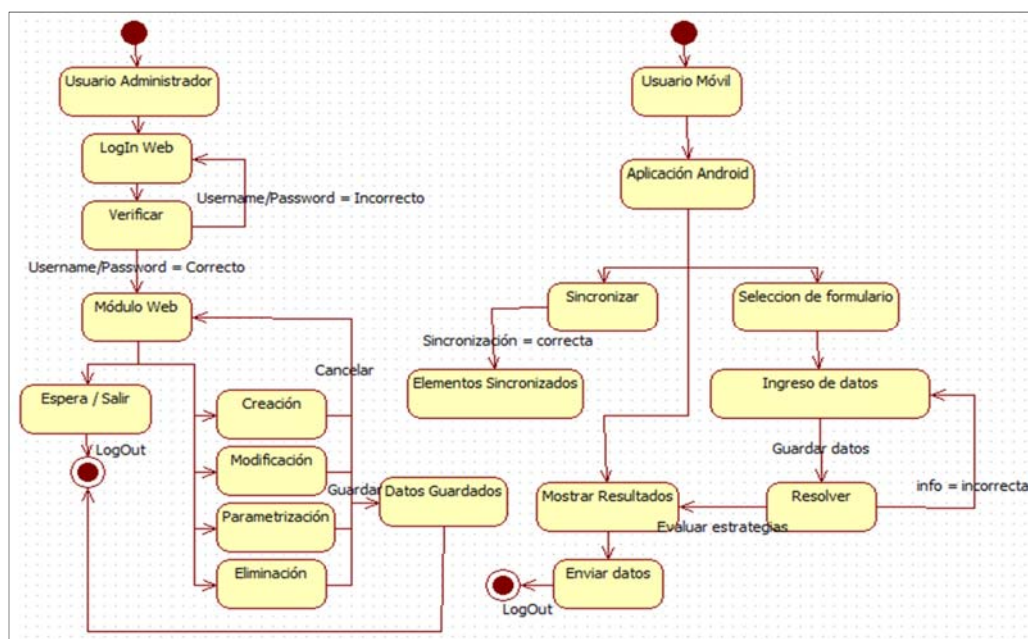 Usuario Administrador
LogIn Web
Username/Password = Incorrecto
Verificar
Username/Password = Correcto
Módulo Web
Cancelar
Espera / Salir
LogOut
Creación
Modificación
Guardar
Datos Guardados
Parametrización
Eliminación
Usuario Móvil
Aplicación Android
Sincronizar
Seleccion de formulario
Sincronización = correcta
Elementos Sincronizados
Ingreso de datos
Guardar datos
Mostrar Resultados
Resolver
info = incorrecta
Evaluar estrategias
Enviar datos
LogOut